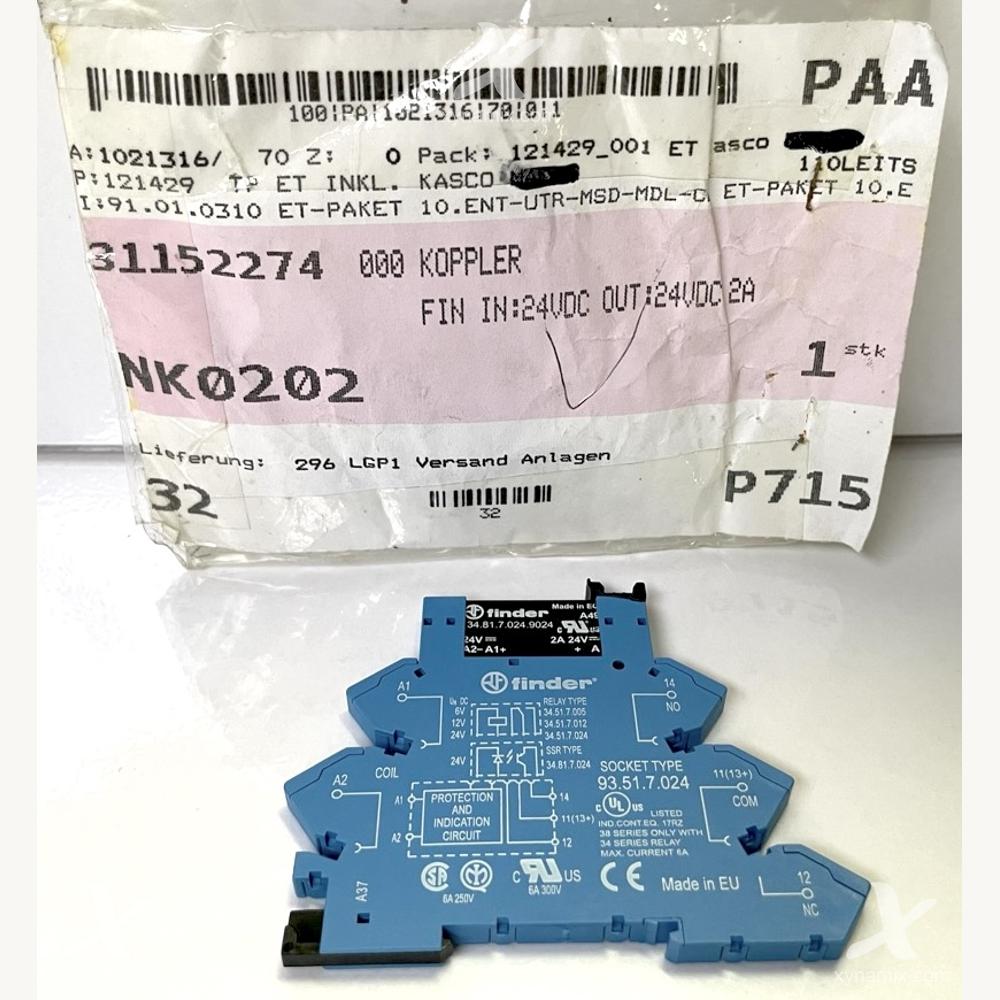 100|PA|1021316|70|0|1
PAA
A:1021316/ 70 Z: 0 Pack: 121429_001 ET asco
110LEITS
P:121429 TP ET INKL. KASCO
I:91.01.0310 ET-PAKET 10.ENT-UTR-MSD-MDL-C ET-PAKET 10.E
31152274 000 KOPPLER
FIN IN:24VDC OUT:24VDC 2A
NK0202
1 stk
Lieferung: 296 LGP1 Versand Anlagen
32
32
P715
finder Made in EU
34.81.7.024.9024
24V 2A 24V
A2- A1+ + A
finder
A1
14
NO
UN DC RELAY TYPE
6V 34.51.7.005
12V 34.51.7.012
24V 34.51.7.024
SSR TYPE
24V 34.81.7.024
A2
COIL
SOCKET TYPE
93.51.7.024
11(13+)
COM
A1 PROTECTION AND INDICATION CIRCUIT 14
A2 11(13+)
12
c UL us LISTED
IND.CONT.EQ. 17RZ
38 SERIES ONLY WITH
34 SERIES RELAY
MAX. CURRENT 6A
A37
6A 250V
C US
6A 300V
CE Made in EU
12
NC
xynamix.com